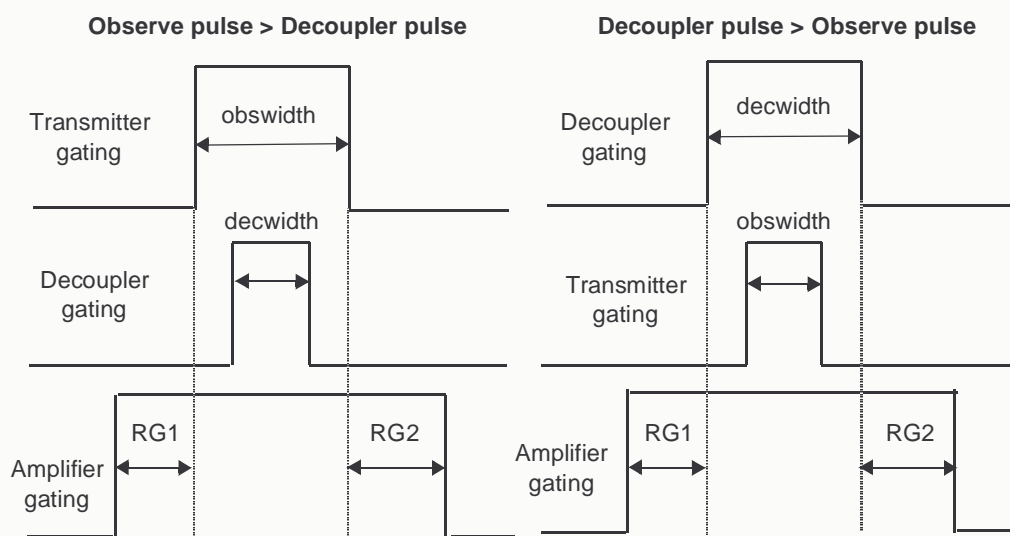 Observe pulse > Decoupler pulse
Transmitter
gating
obswidth
decwidth
Decoupler
gating
RG1
RG2
Amplifier
gating
Decoupler pulse > Observe pulse
Decoupler
gating
decwidth
obswidth
Transmitter
gating
RG1
RG2
Amplifier
gating